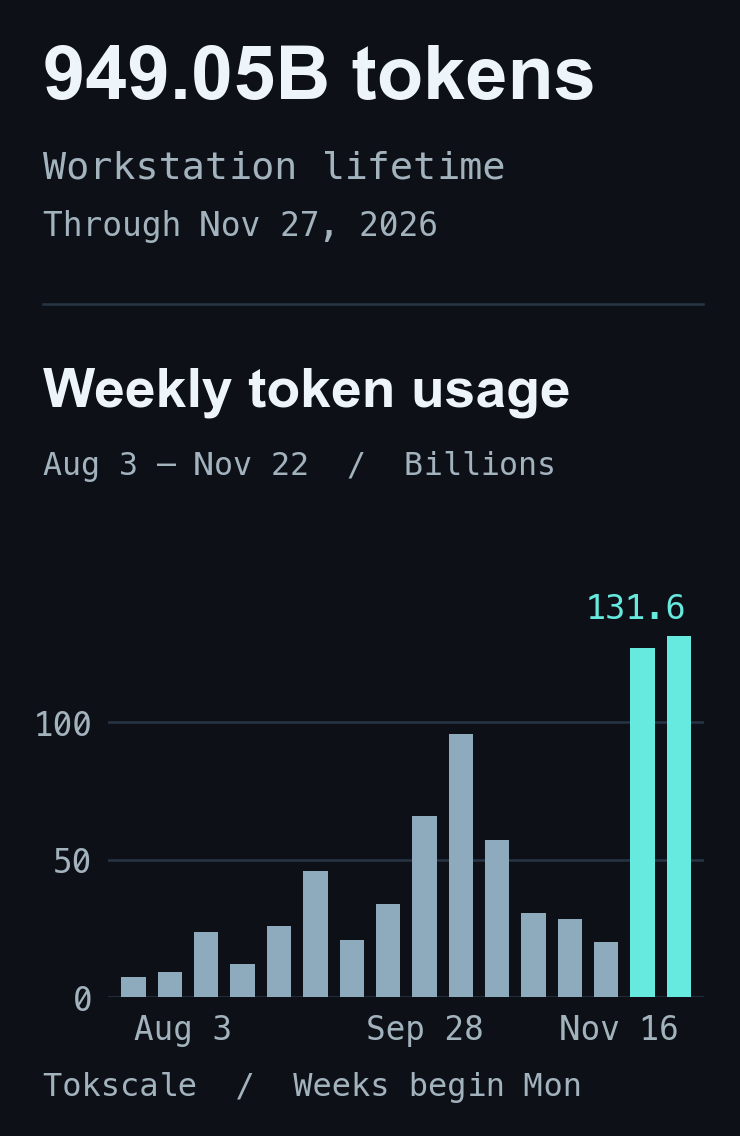 949.05B tokens
Workstation lifetime
Through Nov 27, 2026
Weekly token usage
Aug 3 — Nov 22 / Billions
131.6
100
50
0
Aug 3 Sep 28 Nov 16
Tokscale / Weeks begin Mon